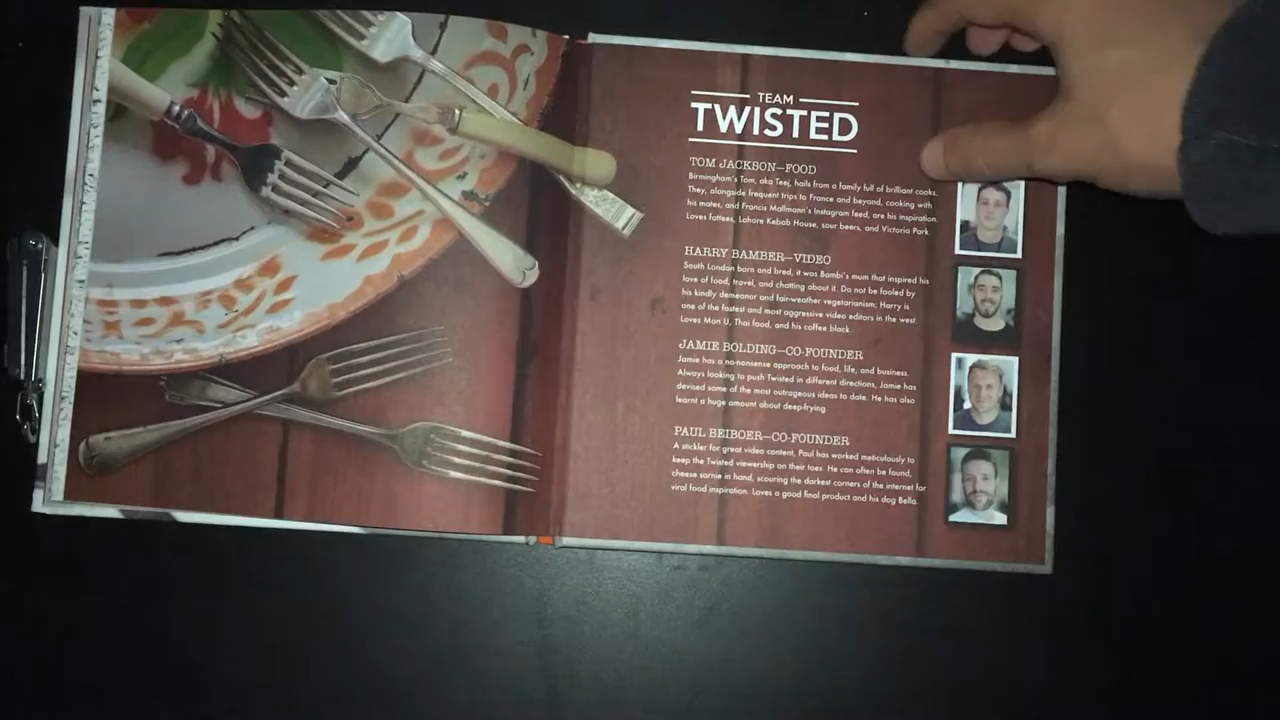 TEAM
TWISTED
TOM JACKSON—FOOD
Birmingham's Tom, aka Teej, hails from a family full of brilliant cooks.
They, alongside frequent trips to France and beyond, cooking with
his mates, and Francis Mallmann's Instagram feed, are his inspiration.
Loves fattees, Lahore Kebab House, sour beers, and Victoria Park.
HARRY BAMBER—VIDEO
South London born and bred, it was Bambi's mum that inspired his
love of food, travel, and chatting about it. Do not be fooled by
his kindly demeanor and fair-weather vegetarianism; Harry is
one of the fastest and most aggressive video editors in the west.
Loves Man U, Thai food, and his coffee black.
JAMIE BOLDING—CO-FOUNDER
Jamie has a no-nonsense approach to food, life, and business.
Always looking to push Twisted in different directions, Jamie has
devised some of the most outrageous ideas to date. He has also
learnt a huge amount about deep-frying
PAUL BEIBOER—CO-FOUNDER
A stickler for great video content, Paul has worked meticulously to
keep the Twisted viewership on their toes. He can often be found,
cheese sarnie in hand, scouring the darkest corners of the internet for
viral food inspiration. Loves a good final product and his dog Bella.